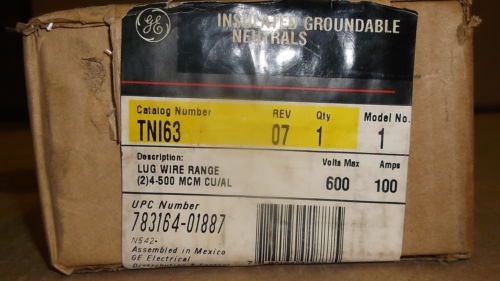 GE
INSULATED GROUNDABLE
NEUTRALS
Catalog Number REV Qty Model No.
TNI63 07 1 1
Description: Volts Max Amps
LUG WIRE RANGE
(2)4-500 MCM CU/AL 600 100
UPC Number
783164-01887
N542-
Assembled in Mexico
GE Electrical